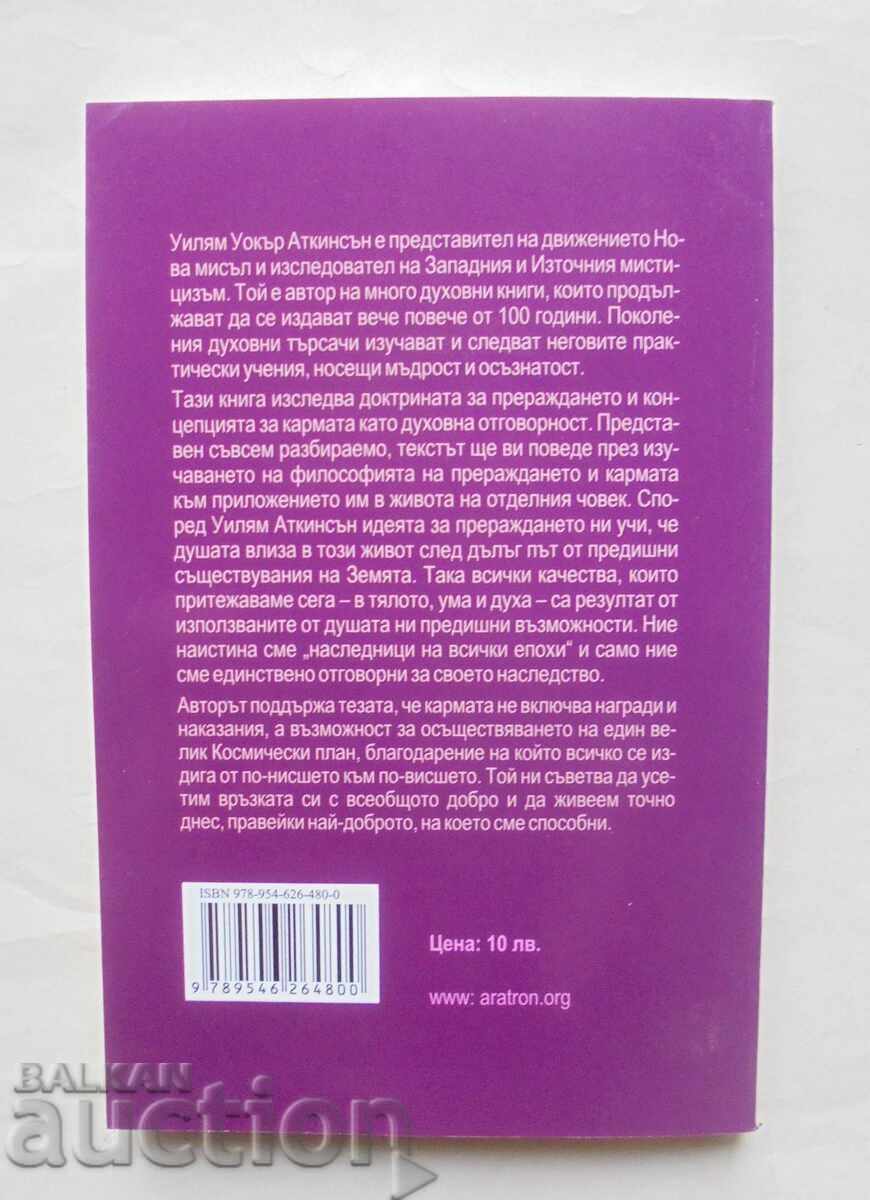 Уилям Уокър Аткинсън е представител на движението Но-
ва мисъл и изследовател на Западния и Източния мисти-
цизъм. Той е автор на много духовни книги, които продъл-
жават да се издават вече повече от 100 години. Поколе-
ния духовни търсачи изучават и следват неговите прак-
тически учения, носещи мъдрост и осъзнатост.
Тази книга изследва доктрината за прераждането и кон-
цепцията за кармата като духовна отговорност. Предста-
вен съвсем разбираемо, текстът ще ви поведе през изу-
чаването на философията на прераждането и кармата
към приложението им в живота на отделния човек. Спо-
ред Уилям Аткинсън идеята за прераждането ни учи, че
душата влиза в този живот след дълъг път от предишни
съществувания на Земята. Така всички качества, които
притежаваме сега – в тялото, ума и духа – са резултат от
използваните от душата ни предишни възможности. Ние
наистина сме „наследници на всички епохи“ и само ние
сме единствено отговорни за своето наследство.
Авторът поддържа тезата, че кармата не включва награди и
наказания, а възможност за осъществяването на един ве-
лик Космически план, благодарение на който всичко се из-
дига от по-нисшето към по-висшето. Той ни съветва да усе-
тим връзката си с всеобщото добро и да живеем точно
днес, правейки най-доброто, на което сме способни.
ISBN 978-954-626-480-0
9 789546 264800
Цена: 10 лв.
www: aratron.org
BALKAN
auction